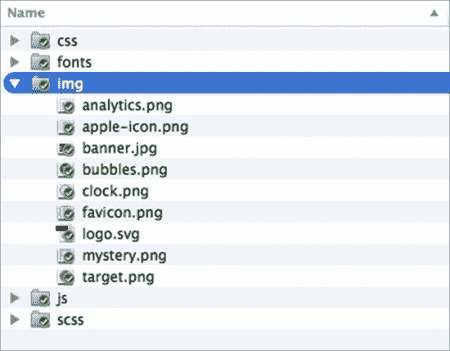 Name
css
fonts
img
analytics.png
apple-icon.png
banner.jpg
bubbles.png
clock.png
favicon.png
logo.svg
mystery.png
target.png
js
scss